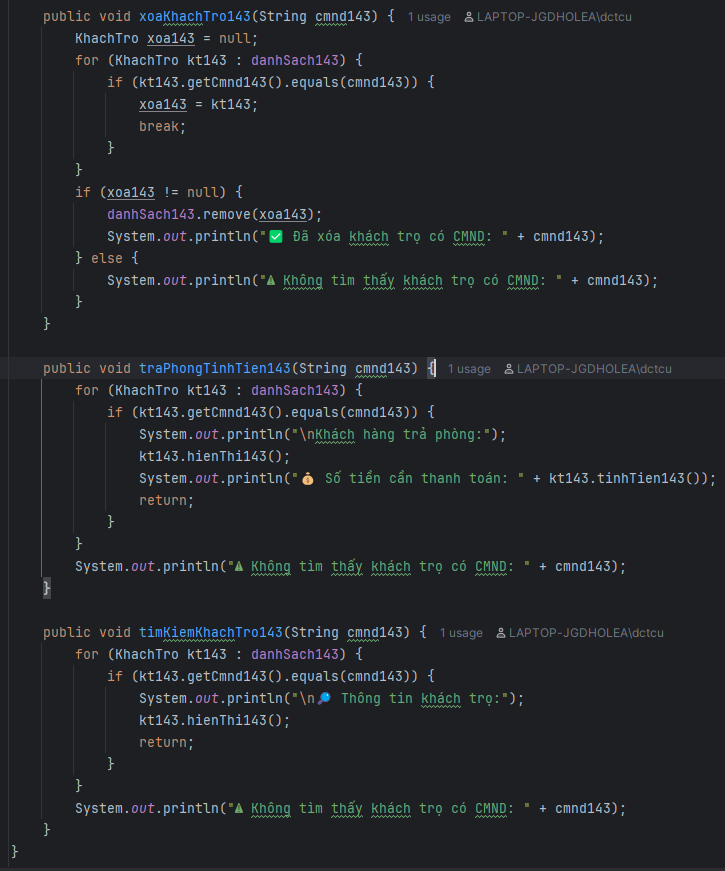 public void xoaKhachTro143(String cmnd143) { 1 usage LAPTOP-JGDHOLEA\dctcu
KhachTro xoa143 = null;
for (KhachTro kt143 : danhSach143) {
if (kt143.getCmnd143().equals(cmnd143)) {
xoa143 = kt143;
break;
}
}
if (xoa143 != null) {
danhSach143.remove(xoa143);
System.out.println("✅ Đã xóa khách trọ có CMND: " + cmnd143);
} else {
System.out.println("⚠ Không tìm thấy khách trọ có CMND: " + cmnd143);
}
}
public void traPhongTinhTien143(String cmnd143) { 1 usage LAPTOP-JGDHOLEA\dctcu
for (KhachTro kt143 : danhSach143) {
if (kt143.getCmnd143().equals(cmnd143)) {
System.out.println("\nKhách hàng trả phòng:");
kt143.hienThi143();
System.out.println("💰 Số tiền cần thanh toán: " + kt143.tinhTien143());
return;
}
}
System.out.println("⚠ Không tìm thấy khách trọ có CMND: " + cmnd143);
}
public void timKiemKhachTro143(String cmnd143) { 1 usage LAPTOP-JGDHOLEA\dctcu
for (KhachTro kt143 : danhSach143) {
if (kt143.getCmnd143().equals(cmnd143)) {
System.out.println("\n🔎 Thông tin khách trọ:");
kt143.hienThi143();
return;
}
}
System.out.println("⚠ Không tìm thấy khách trọ có CMND: " + cmnd143);
}
}